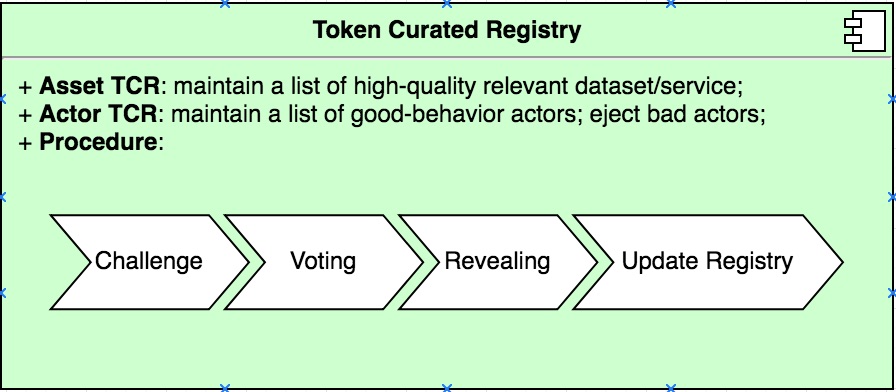 Token Curated Registry
+ Asset TCR: maintain a list of high-quality relevant dataset/service;
+ Actor TCR: maintain a list of good-behavior actors; eject bad actors;
+ Procedure:
Challenge
Voting
Revealing
Update Registry